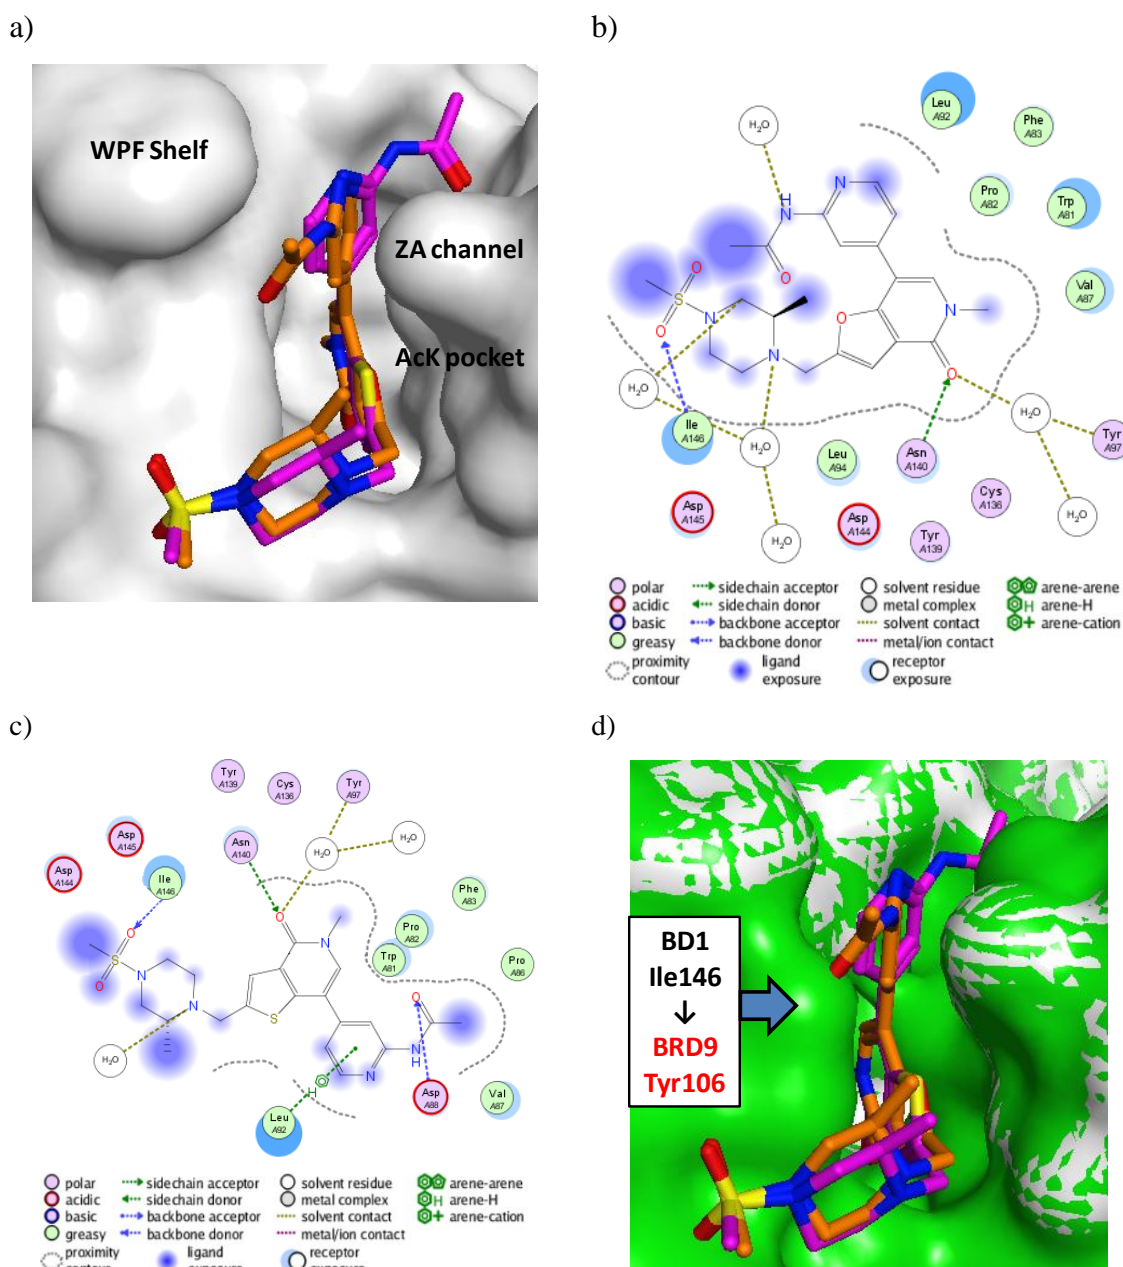 a)
WPF Shelf
ZA channel
AcK pocket
b)
H₂O
Leu
A92
Phe
A83
Pro
A82
Trp
A81
Val
A87
H
N
N
O
O
S
O
N
O
N
N
O
H₂O
H₂O
H₂O
H₂O
H₂O
Ile
A146
Leu
A94
Asn
A140
Tyr
A97
Cys
A136
Asp
A145
Asp
A144
Tyr
A139
polar
acidic
basic
greasy
proximity
contour
sidechain acceptor
sidechain donor
backbone acceptor
backbone donor
ligand
exposure
solvent residue
metal complex
solvent contact
metal/ion contact
receptor
exposure
arene-arene
H arene-H
arene-cation
c)
Tyr
A139
Cys
A136
Tyr
A97
Asp
A145
Asn
A140
H₂O
H₂O
Asp
A144
Ile
A146
Phe
A83
Pro
A82
Trp
A81
Pro
A86
O
S
O
N
N
O
N
S
O
N
H
N
H₂O
H
Leu
A92
Asp
A88
Val
A87
polar
acidic
basic
greasy
proximity
sidechain acceptor
sidechain donor
backbone acceptor
backbone donor
ligand
solvent residue
metal complex
solvent contact
metal/ion contact
receptor
arene-arene
H arene-H
arene-cation
d)
BD1
Ile146
↓
BRD9
Tyr106